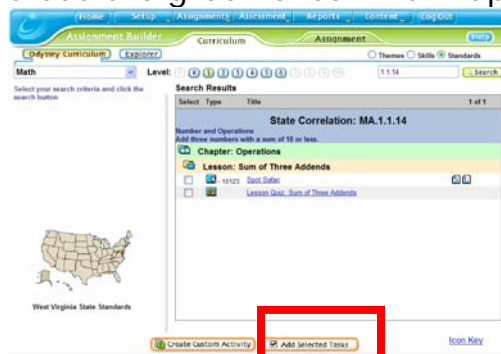 Home Setup Assignments Assessment Reports Content Log Out
Assignment Builder Curriculum Assignment Help
Odyssey Curriculum Explorer Themes Skills Standards
Math Level: 1.1.14 Search
Select your search criteria and click the
search button
Search Results
Select Type Title 1 of 1
State Correlation: MA.1.1.14
Number and Operations
Add three numbers with a sum of 18 or less.
Chapter: Operations
Lesson: Sum of Three Addends
10123 Spot Safari
Lesson Quiz: Sum of Three Addends
West Virginia State Standards
Create Custom Activity Add Selected Tasks Icon Key